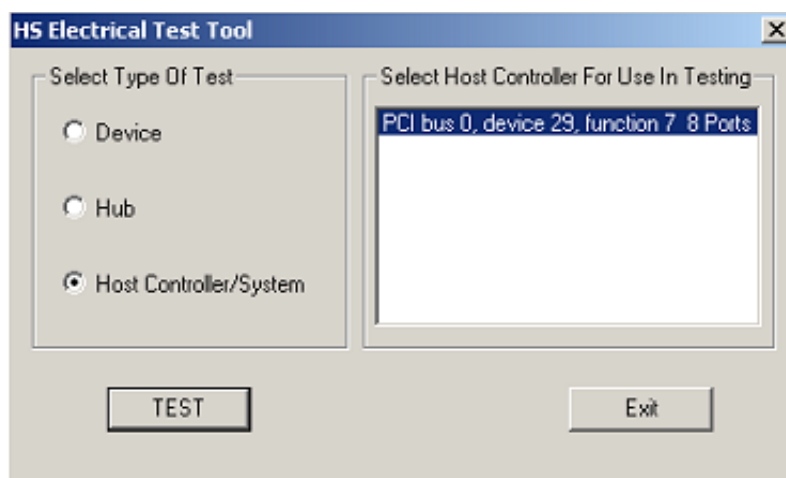 HS Electrical Test Tool
Select Type Of Test
Device
Hub
Host Controller/System
Select Host Controller For Use In Testing
PCI bus 0, device 29, function 7 8 Ports
TEST
Exit